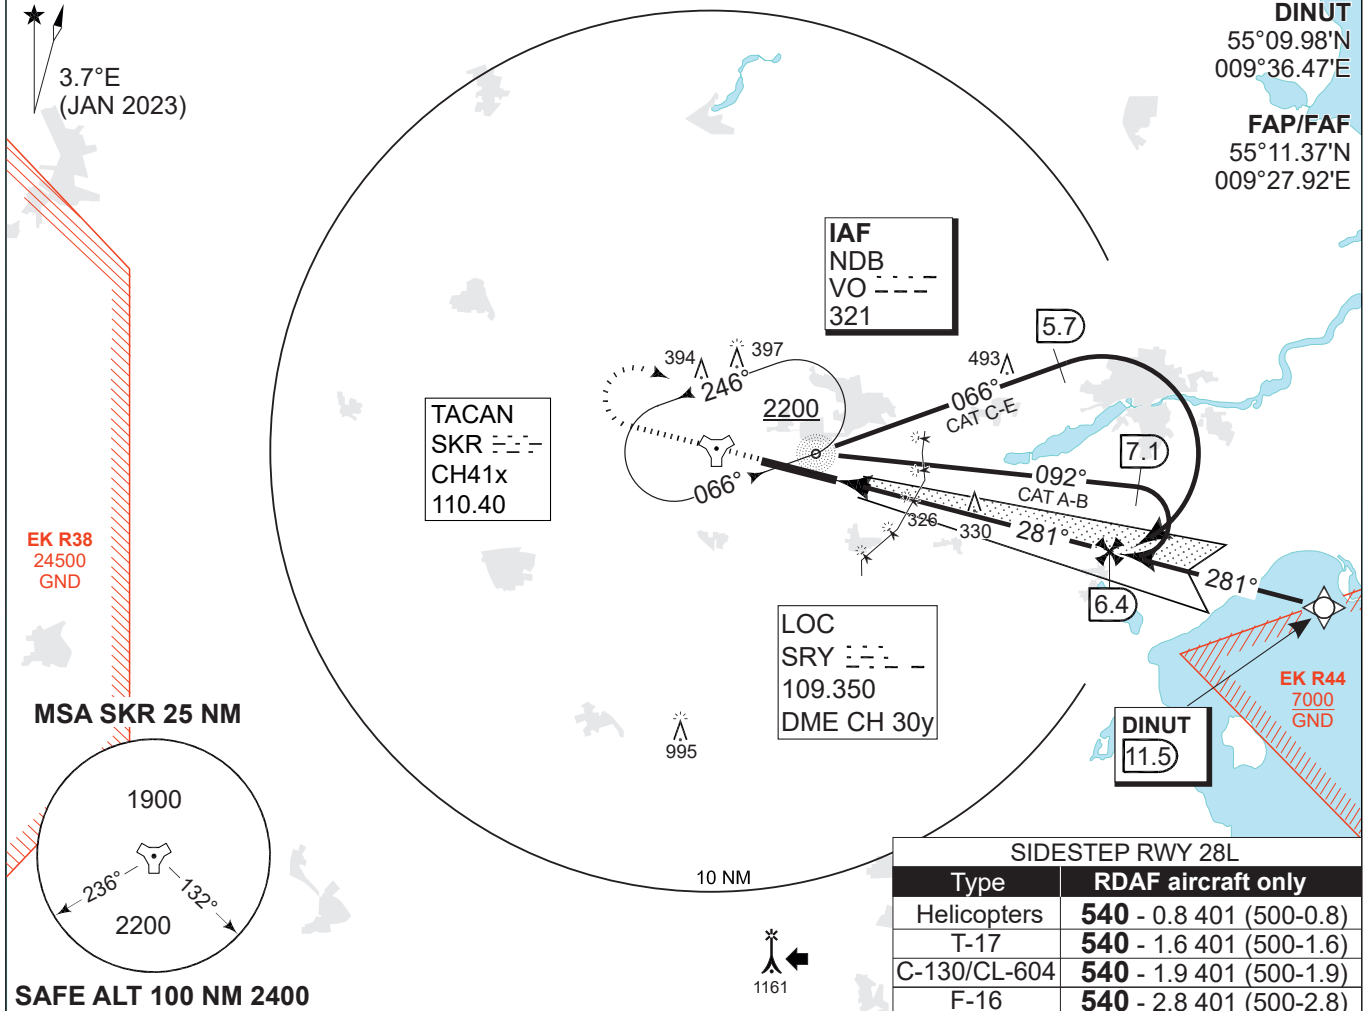 3.7°E
(JAN 2023)
DINUT
55°09.98'N
009°36.47'E
FAP/FAF
55°11.37'N
009°27.92'E
IAF
NDB
VO
321
5.7
394
397
493
246°
2200
066°
CAT C-E
TACAN
SKR
CH41x
110.40
7.1
092°
CAT A-B
066°
326
330
281°
281°
6.4
EK R38
24500
GND
LOC
SRY
109.350
DME CH 30y
EK R44
7000
GND
DINUT
11.5
995
MSA SKR 25 NM
1900
236°
132°
2200
SAFE ALT 100 NM 2400
10 NM
1161
SIDESTEP RWY 28L
Type RDAF aircraft only
Helicopters 540 - 0.8 401 (500-0.8)
T-17 540 - 1.6 401 (500-1.6)
C-130/CL-604 540 - 1.9 401 (500-1.9)
F-16 540 - 2.8 401 (500-2.8)